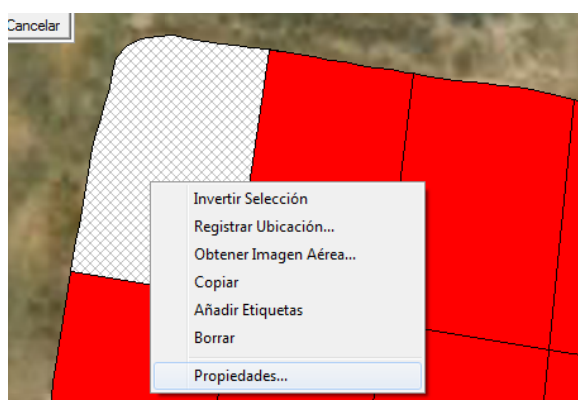 Cancelar
Invertir Selección
Registrar Ubicación...
Obtener Imagen Aérea...
Copiar
Añadir Etiquetas
Borrar
Propiedades...